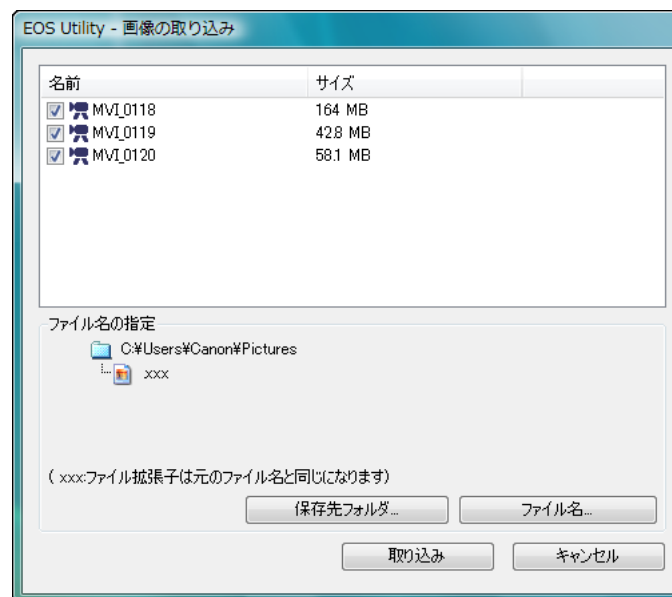 EOS Utility - 画像の取り込み
名前 サイズ
MVI_0118 164 MB
MVI_0119 42.8 MB
MVI_0120 58.1 MB
ファイル名の指定
C:¥Users¥Canon¥Pictures
xxx
( xxx:ファイル拡張子は元のファイル名と同じになります)
保存先フォルダ... ファイル名...
取り込み キャンセル